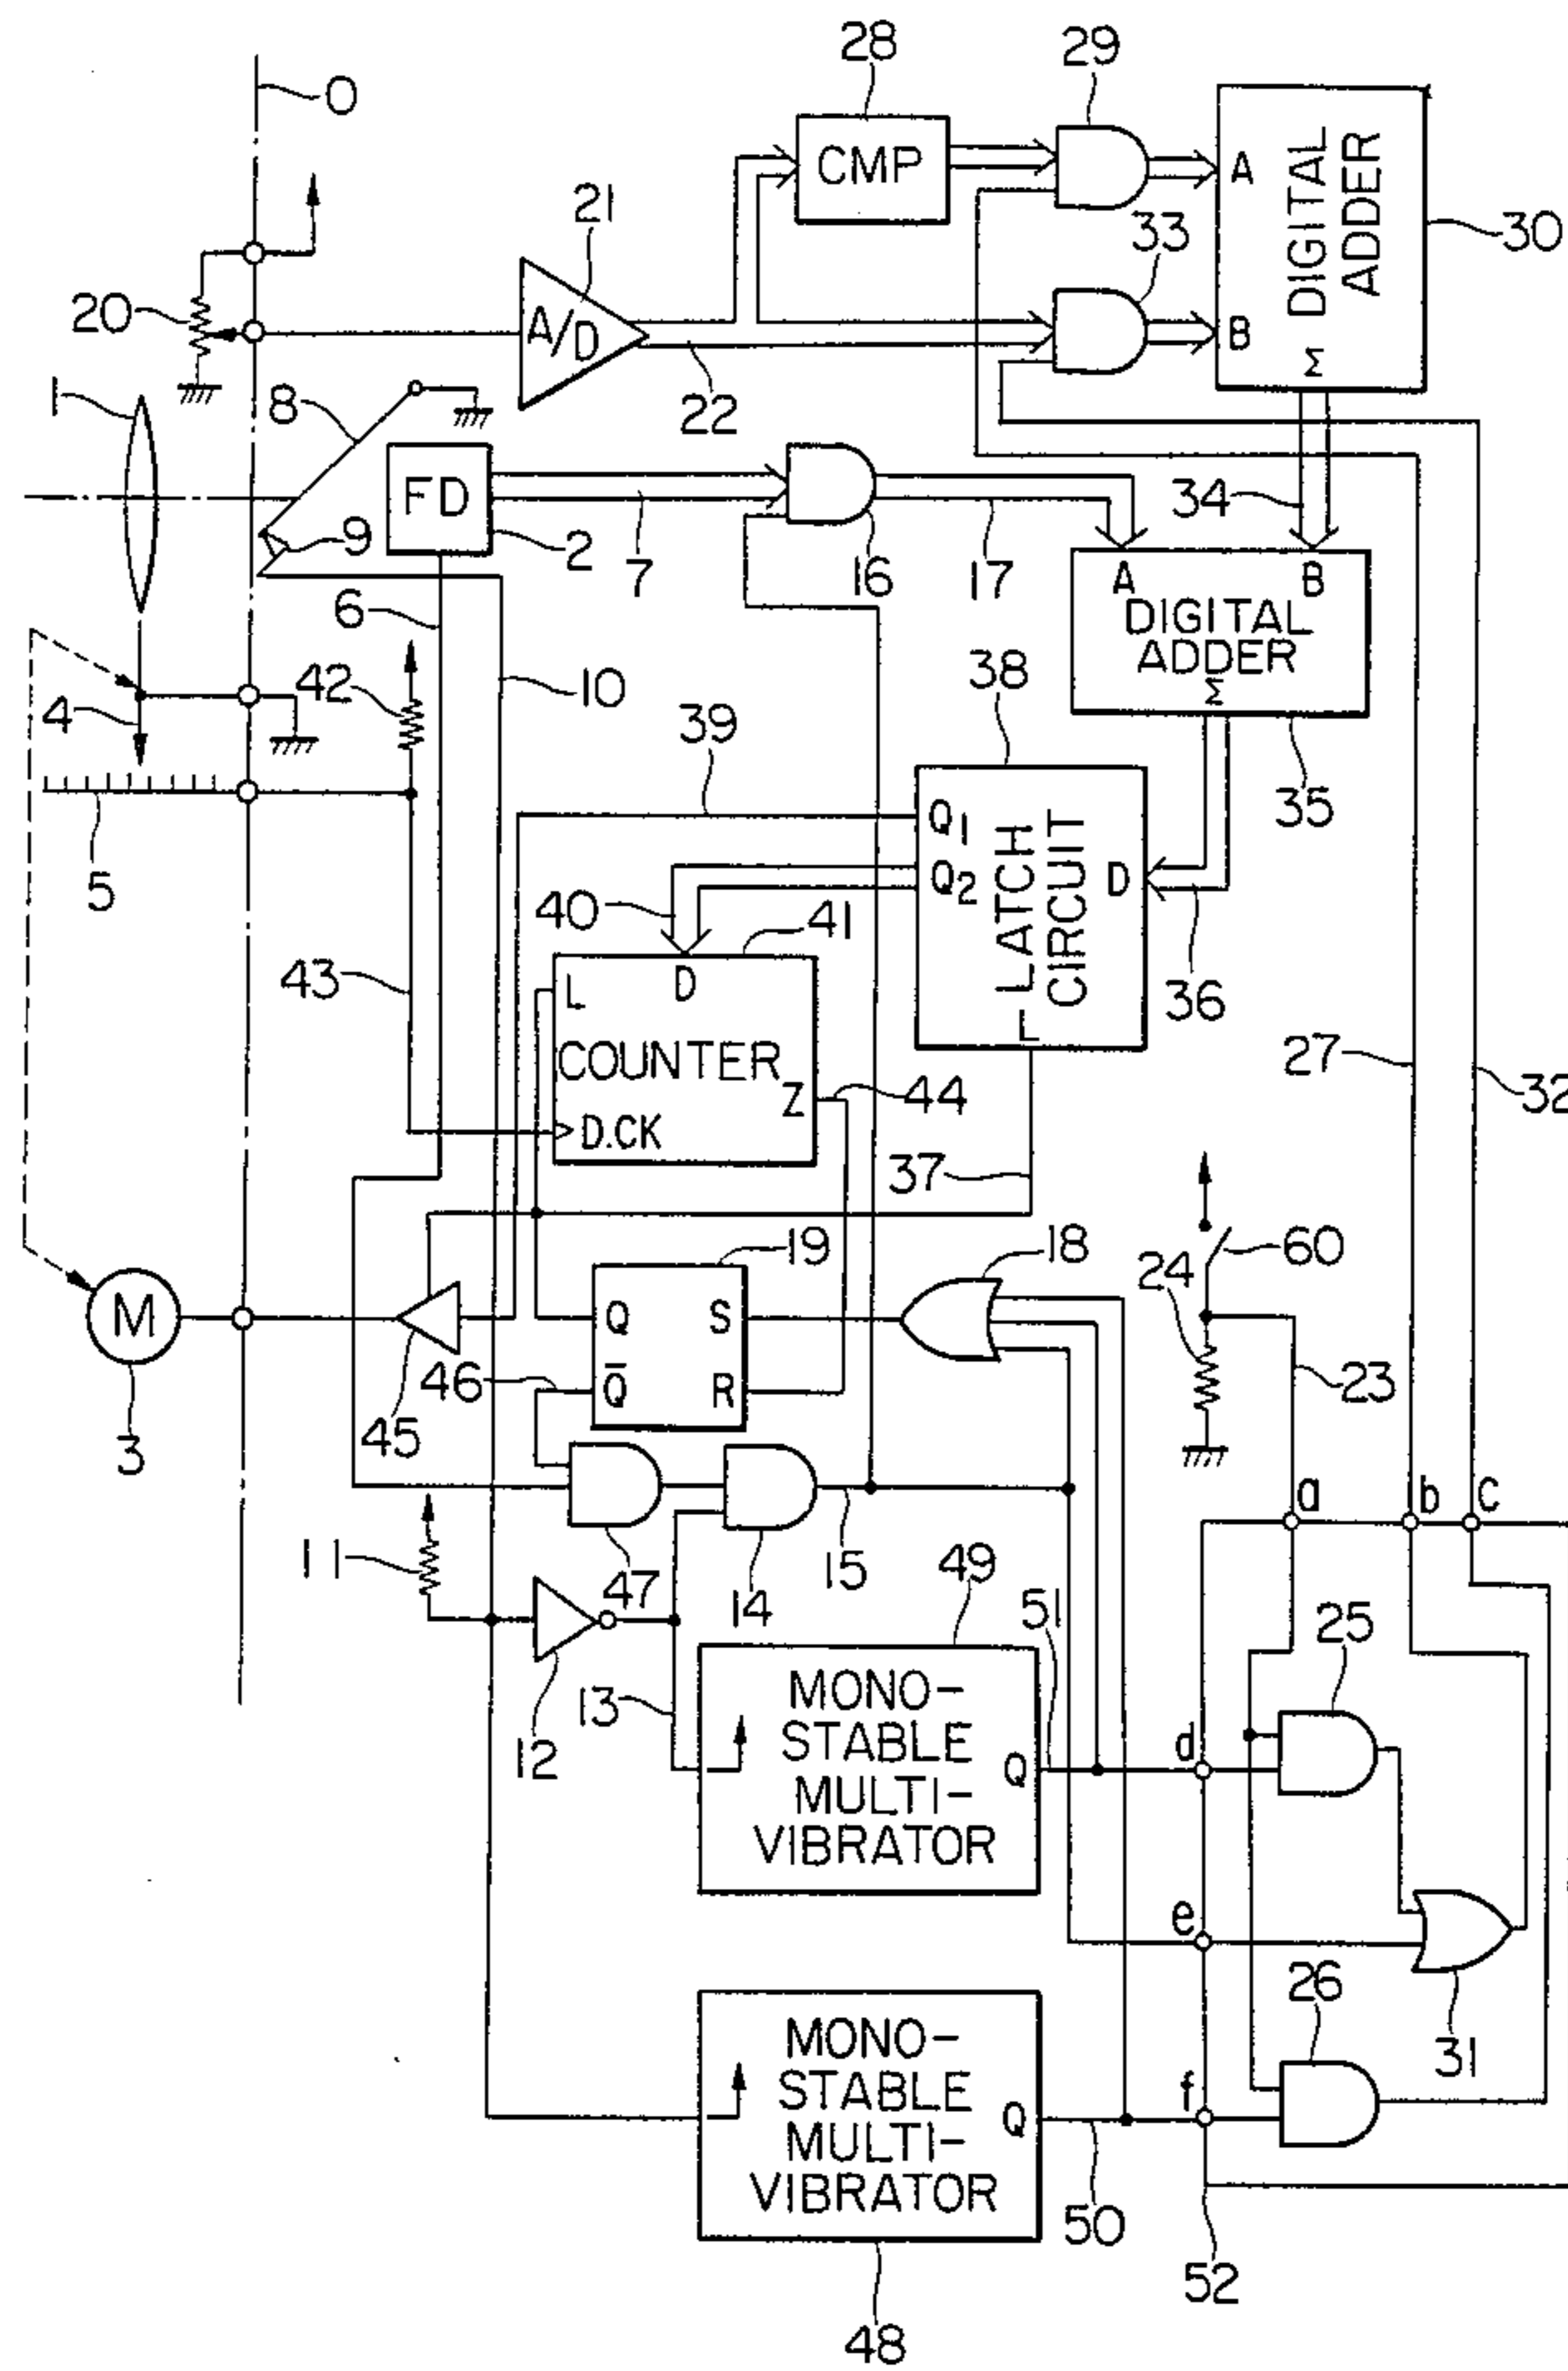 28
29
O
21
CMP
A
DIGITAL ADDER
30
33
20
A/D
B
Σ
1
8
22
FD
34
9
2
7
16
17
A
B
6
DIGITAL
ADDER
Σ
42
10
38
4
39
35
5
Q1
Q2
LATCH CIRCUIT
D
40
41
43
L
D
36
COUNTER
L
27
Z
44
32
D.CK
37
19
18
60
24
M
Q
S
46
Q̅
R
23
45
3
a
b
c
11
47
14
15
49
51
25
MONO-
STABLE
MULTI-
VIBRATOR
13
12
Q
d
e
26
MONO-
STABLE
MULTI-
VIBRATOR
31
f
Q
50
52
48